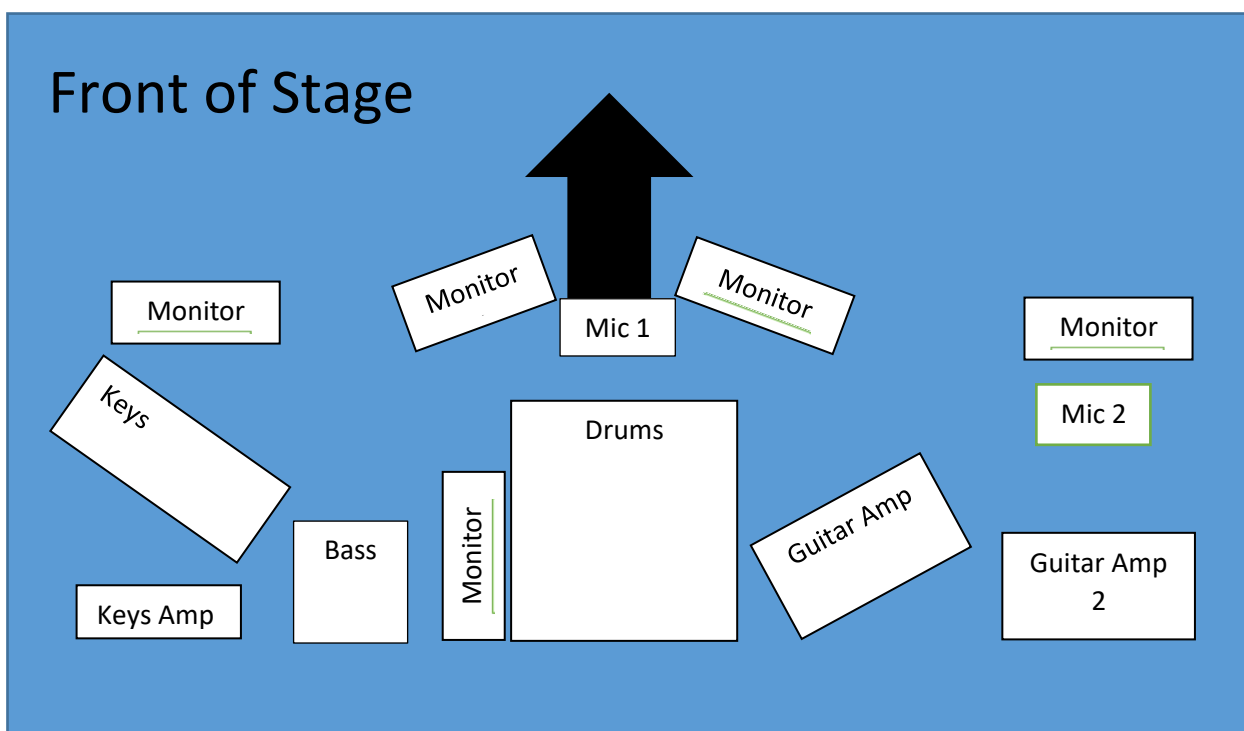 Front of Stage
Monitor
Monitor
Mic 1
Monitor
Monitor
Keys
Mic 2
Drums
Monitor
Guitar Amp
Bass
Guitar Amp
2
Keys Amp